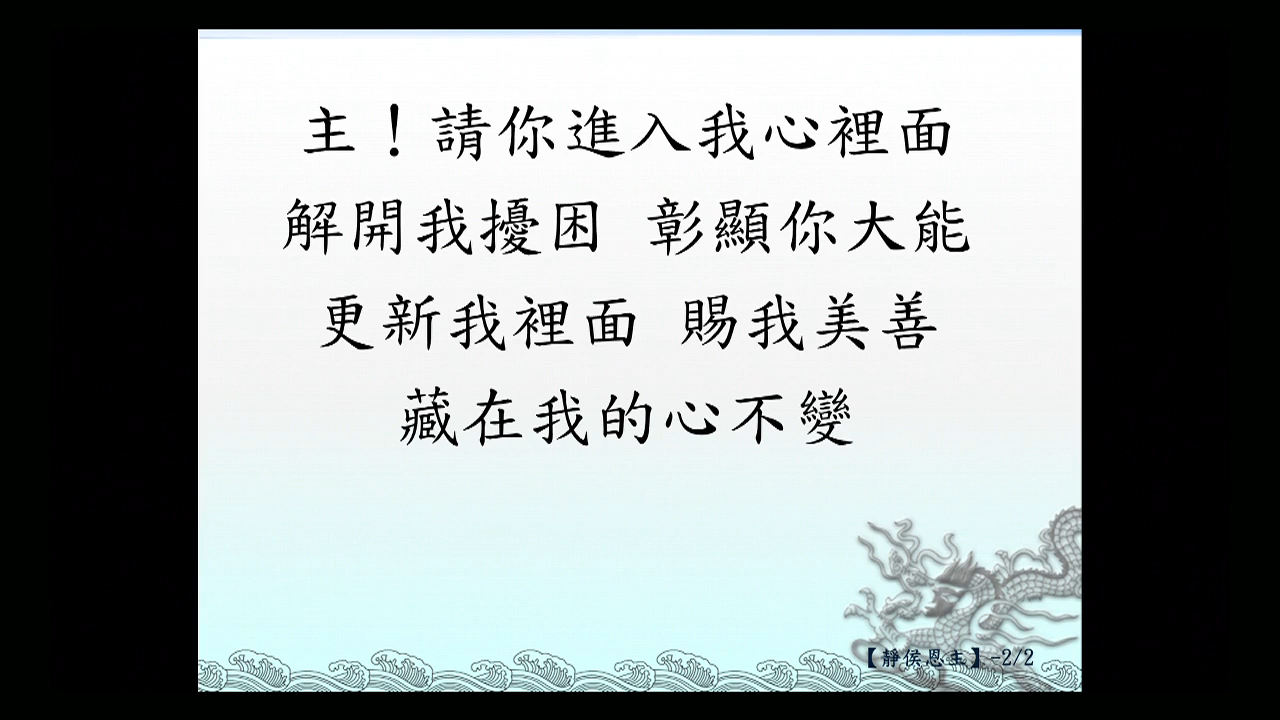 主！請你進入我心裡面
解開我擾困 彰顯你大能
更新我裡面 賜我美善
藏在我的心不變
【靜侯恩主】-2/2